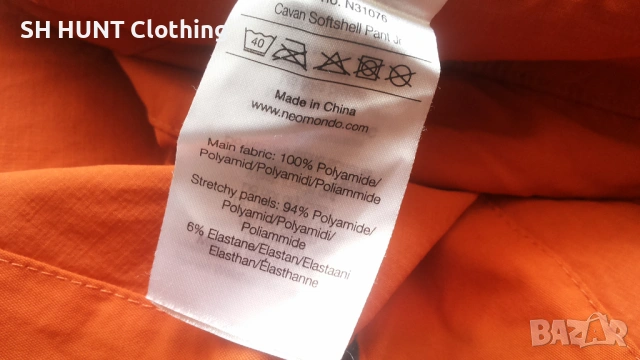 SH HUNT Clothing
no. N31076
Cavan Softshell Pant Jr
40
Made in China
www.neomondo.com
Main fabric: 100% Polyamide/
Polyamid/Polyamidi/Poliammide
Stretchy panels: 94% Polyamide/
Polyamid/Polyamidi/
Poliammide
6% Elastane/Elastan/Elastaani
Elasthan/Élasthanne
BAZAR